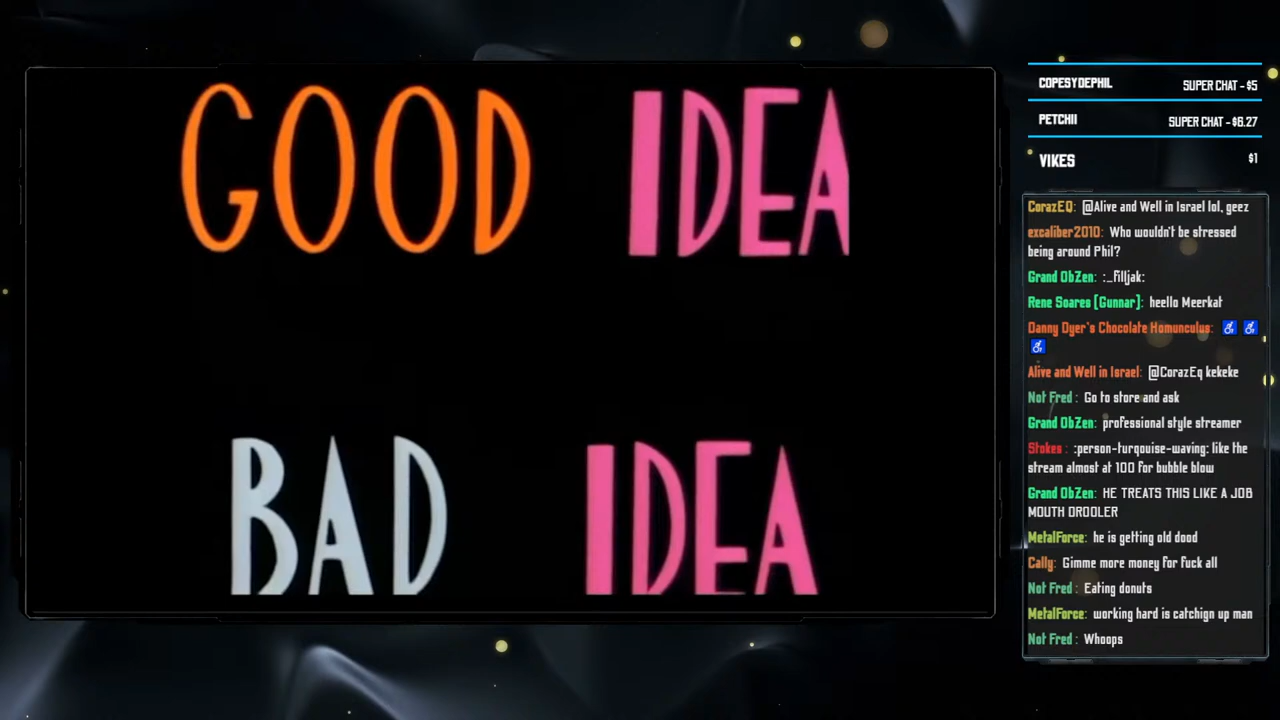 GOOD IDEA
BAD IDEA
COPESYDEPHIL SUPER CHAT - $5
PETCHII SUPER CHAT - $6.27
VIKES $1
CorazEQ: @Alive and Well in Israel lol, geez
excaliber2010: Who wouldn't be stressed
being around Phil?
Grand ObZen: :_filljak:
Rene Soares [Gunnar]: heello Meerkat
Danny Dyer's Chocolate Homunculus:
Alive and Well in Israel: @CorazEq kekeke
Not Fred : Go to store and ask
Grand ObZen: professional style streamer
Stokes : :person-turqouise-waving: like the
stream almost at 100 for bubble blow
Grand ObZen: HE TREATS THIS LIKE A JOB
MOUTH DROOLER
MetalForce: he is getting old dood
Cally: Gimme more money for fuck all
Not Fred : Eating donuts
MetalForce: working hard is catchign up man
Not Fred : Whoops